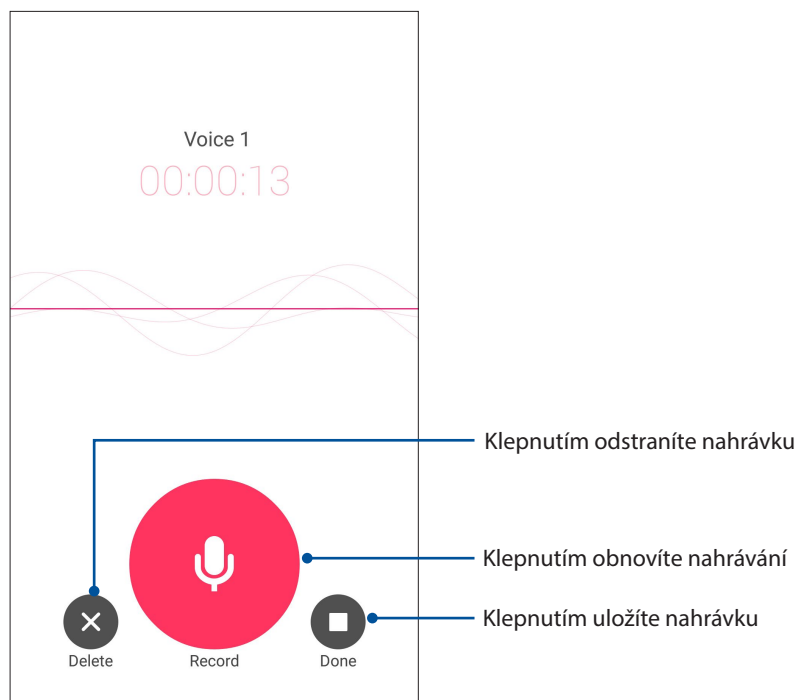 Voice 1
00:00:13
Klepnutím odstraníte nahrávku
Klepnutím obnovíte nahrávání
Klepnutím uložíte nahrávku
Delete
Record
Done